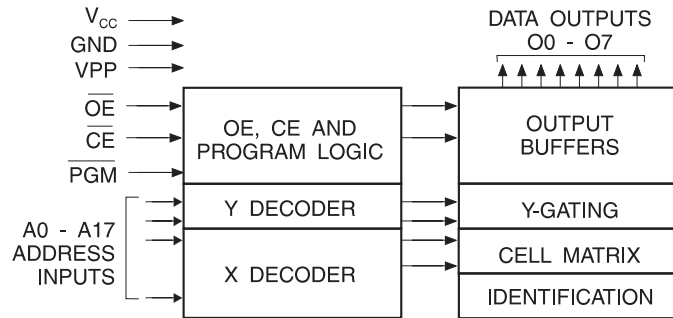 V_CC
GND
VPP
OE
CE
PGM
A0 - A17
ADDRESS
INPUTS
OE, CE AND
PROGRAM LOGIC
Y DECODER
X DECODER
DATA OUTPUTS
O0 - O7
OUTPUT
BUFFERS
Y-GATING
CELL MATRIX
IDENTIFICATION